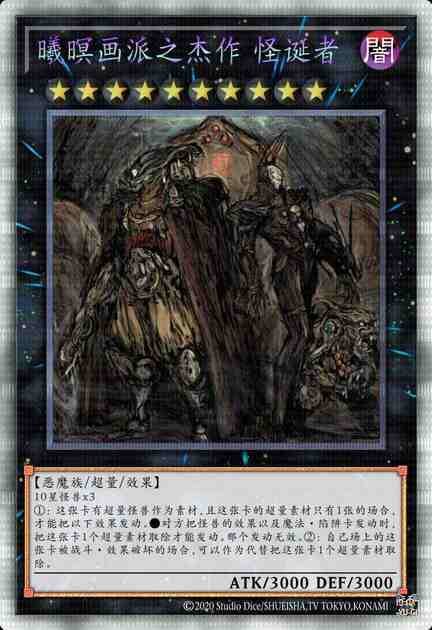 曦暝画派之杰作 怪诞者
闇
【恶魔族/超量/效果】
10星怪兽x3
①：这张卡有超量怪兽作为素材，且这张卡的超量素材只有1张的场合，
才能把以下效果发动。●对方把怪兽的效果以及魔法・陷阱卡发动时，
把这张卡1个超量素材取除才能发动。那个发动无效。②：自己场上的这
张卡被战斗・效果破坏的场合，可以作为代替把这张卡1个超量素材取
除。
ATK/3000 DEF/3000
©2020 Studio Dice/SHUEISHA,TV TOKYO,KONAMI